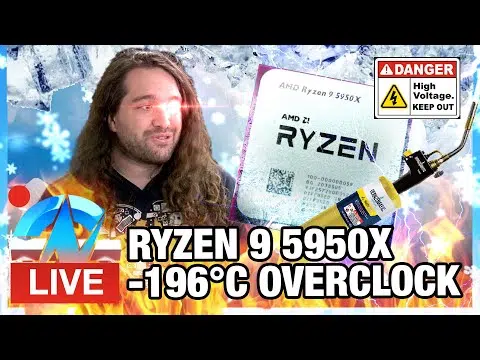 DANGER
High
Voltage.
KEEP OUT
AMD Ryzen 9 5950X
AMD
RYZEN
RYZEN 9 5950X
LIVE
-196°C OVERCLOCK